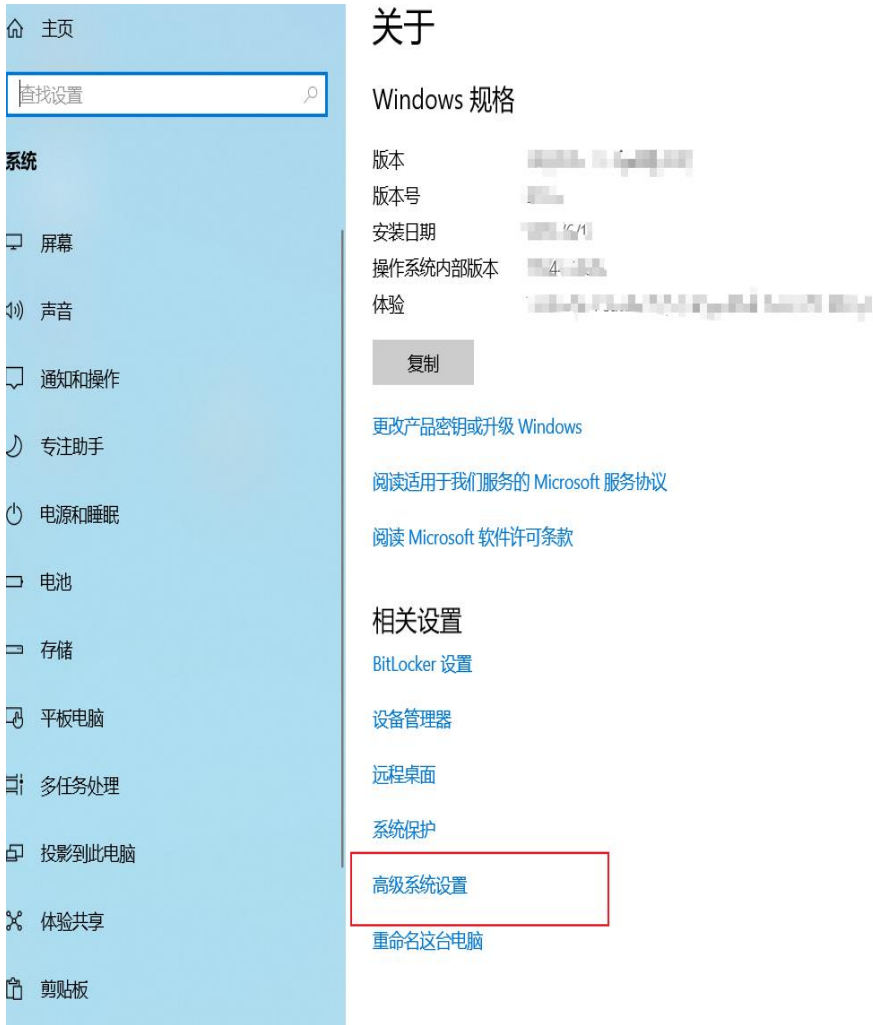 主页
查找设置
系统
屏幕
声音
通知和操作
专注助手
电源和睡眠
电池
存储
平板电脑
多任务处理
投影到此电脑
体验共享
剪贴板
关于
Windows 规格
版本
版本号
安装日期
操作系统内部版本
体验
复制
更改产品密钥或升级 Windows
阅读适用于我们服务的 Microsoft 服务协议
阅读 Microsoft 软件许可条款
相关设置
BitLocker 设置
设备管理器
远程桌面
系统保护
高级系统设置
重命名这台电脑